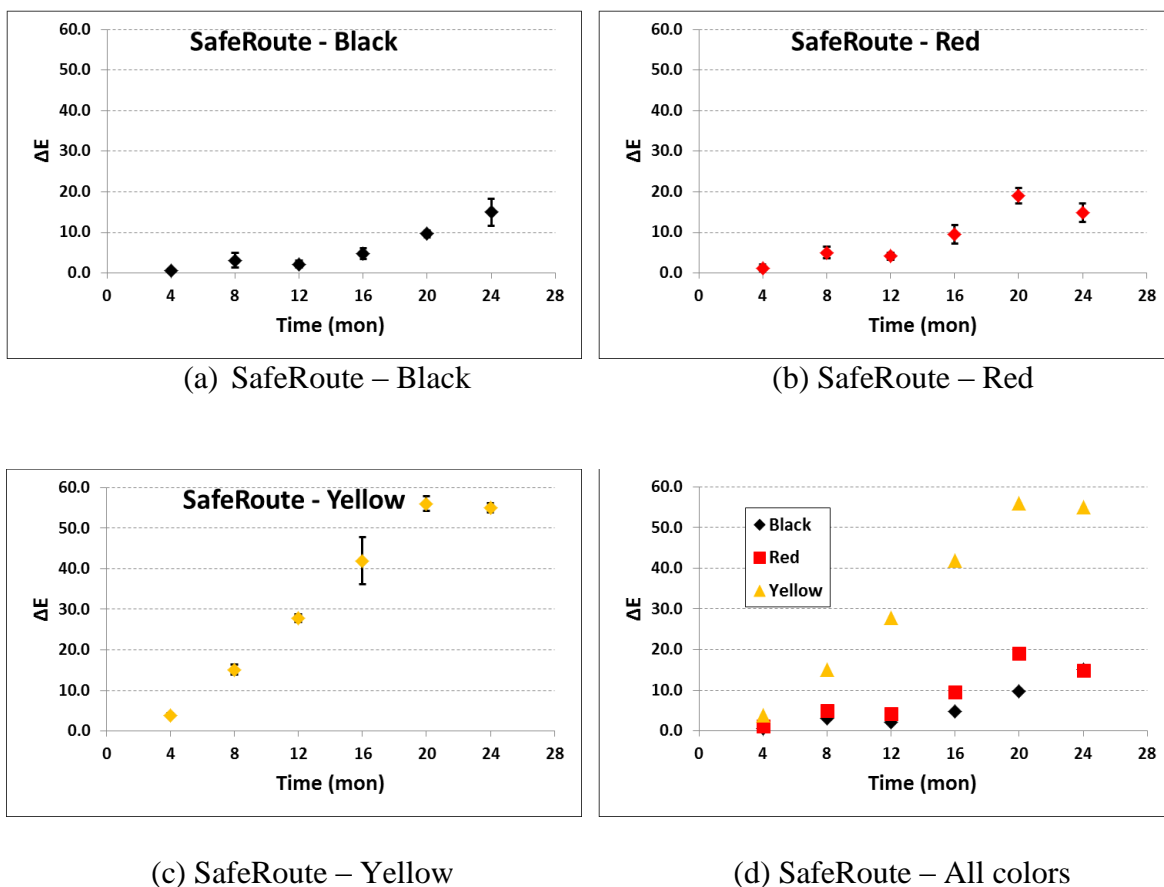 SafeRoute - Black
60.0
50.0
40.0
30.0
20.0
10.0
0.0
ΔE
0 4 8 12 16 20 24 28
Time (mon)
(a) SafeRoute – Black
SafeRoute - Red
60.0
50.0
40.0
30.0
20.0
10.0
0.0
ΔE
0 4 8 12 16 20 24 28
Time (mon)
(b) SafeRoute – Red
SafeRoute - Yellow
60.0
50.0
40.0
30.0
20.0
10.0
0.0
ΔE
0 4 8 12 16 20 24 28
Time (mon)
(c) SafeRoute – Yellow
60.0
50.0
40.0
30.0
20.0
10.0
0.0
ΔE
Black
Red
Yellow
0 4 8 12 16 20 24 28
Time (mon)
(d) SafeRoute – All colors